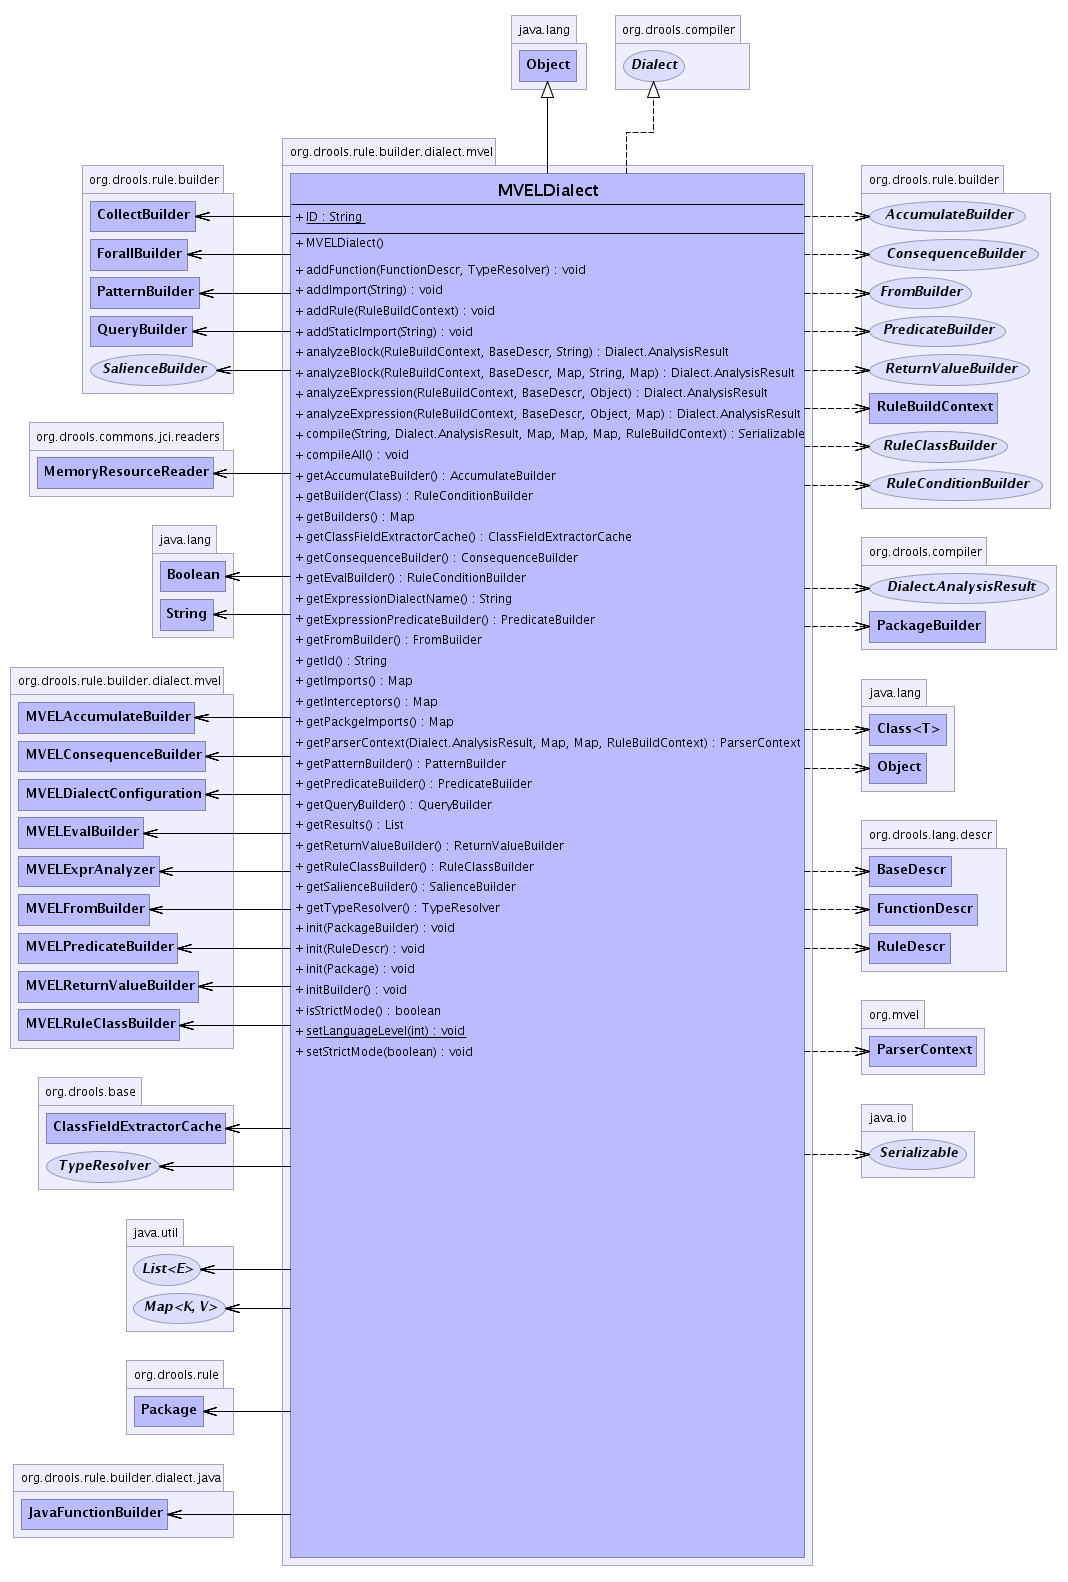 java.lang
Object
org.drools.compiler
Dialect
org.drools.rule.builder
CollectBuilder
ForallBuilder
PatternBuilder
QueryBuilder
SalienceBuilder
org.drools.commons.jci.readers
MemoryResourceReader
java.lang
Boolean
String
org.drools.rule.builder.dialect.mvel
MVELAccumulateBuilder
MVELConsequenceBuilder
MVELDialectConfiguration
MVELEvalBuilder
MVELExprAnalyzer
MVELFromBuilder
MVELPredicateBuilder
MVELReturnValueBuilder
MVELRuleClassBuilder
org.drools.base
ClassFieldExtractorCache
TypeResolver
java.util
List<E>
Map<K, V>
org.drools.rule
Package
org.drools.rule.builder.dialect.java
JavaFunctionBuilder
org.drools.rule.builder.dialect.mvel
MVELDialect
+ ID : String
+ MVELDialect()
+ addFunction(FunctionDescr, TypeResolver) : void
+ addImport(String) : void
+ addRule(RuleBuildContext) : void
+ addStaticImport(String) : void
+ analyzeBlock(RuleBuildContext, BaseDescr, String) : Dialect.AnalysisResult
+ analyzeBlock(RuleBuildContext, BaseDescr, Map, String, Map) : Dialect.AnalysisResult
+ analyzeExpression(RuleBuildContext, BaseDescr, Object) : Dialect.AnalysisResult
+ analyzeExpression(RuleBuildContext, BaseDescr, Object, Map) : Dialect.AnalysisResult
+ compile(String, Dialect.AnalysisResult, Map, Map, Map, RuleBuildContext) : Serializable
+ compileAll() : void
+ getAccumulateBuilder() : AccumulateBuilder
+ getBuilder(Class) : RuleConditionBuilder
+ getBuilders() : Map
+ getClassFieldExtractorCache() : ClassFieldExtractorCache
+ getConsequenceBuilder() : ConsequenceBuilder
+ getEvalBuilder() : RuleConditionBuilder
+ getExpressionDialectName() : String
+ getExpressionPredicateBuilder() : PredicateBuilder
+ getFromBuilder() : FromBuilder
+ getId() : String
+ getImports() : Map
+ getInterceptors() : Map
+ getPackgeImports() : Map
+ getParserContext(Dialect.AnalysisResult, Map, Map, RuleBuildContext) : ParserContext
+ getPatternBuilder() : PatternBuilder
+ getPredicateBuilder() : PredicateBuilder
+ getQueryBuilder() : QueryBuilder
+ getResults() : List
+ getReturnValueBuilder() : ReturnValueBuilder
+ getRuleClassBuilder() : RuleClassBuilder
+ getSalienceBuilder() : SalienceBuilder
+ getTypeResolver() : TypeResolver
+ init(PackageBuilder) : void
+ init(RuleDescr) : void
+ init(Package) : void
+ initBuilder() : void
+ isStrictMode() : boolean
+ setLanguageLevel(int) : void
+ setStrictMode(boolean) : void
org.drools.rule.builder
AccumulateBuilder
ConsequenceBuilder
FromBuilder
PredicateBuilder
ReturnValueBuilder
RuleBuildContext
RuleClassBuilder
RuleConditionBuilder
org.drools.compiler
Dialect.AnalysisResult
PackageBuilder
java.lang
Class<T>
Object
org.drools.lang.descr
BaseDescr
FunctionDescr
RuleDescr
org.mvel
ParserContext
java.io
Serializable